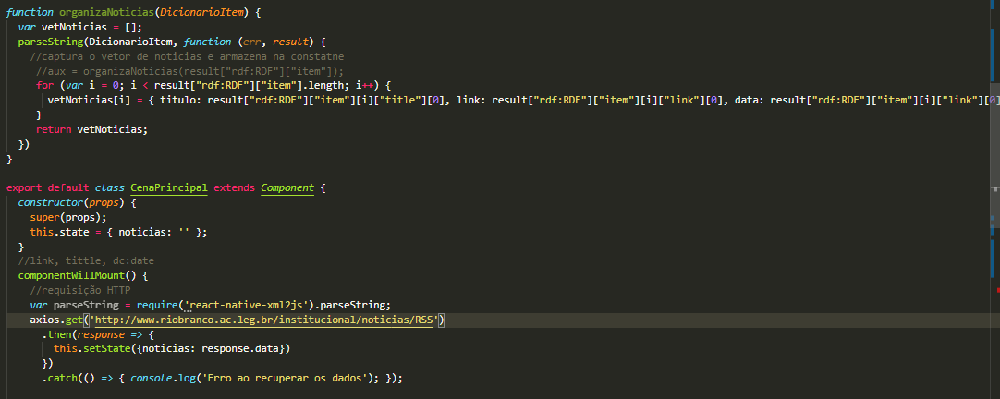 function organizaNoticias(DicionarioItem) {
var vetNoticias = [];
parseString(DicionarioItem, function (err, result) {
//captura o vetor de noticias e armazena na constatne
//aux = organizaNoticias(result["rdf:RDF"]["item"]);
for (var i = 0; i < result["rdf:RDF"]["item"].length; i++) {
vetNoticias[i] = { titulo: result["rdf:RDF"]["item"][i]["title"][0], link: result["rdf:RDF"]["item"][i]["link"][0], data: result["rdf:RDF"]["item"][i]["link"][0]
}
return vetNoticias;
})
}
export default class CenaPrincipal extends Component {
constructor(props) {
super(props);
this.state = { noticias: '' };
}
//link, tittle, dc:date
componentWillMount() {
//requisição HTTP
var parseString = require('react-native-xml2js').parseString;
axios.get('http://www.riobranco.ac.leg.br/institucional/noticias/RSS')
.then(response => {
this.setState({noticias: response.data})
})
.catch(() => { console.log('Erro ao recuperar os dados'); });